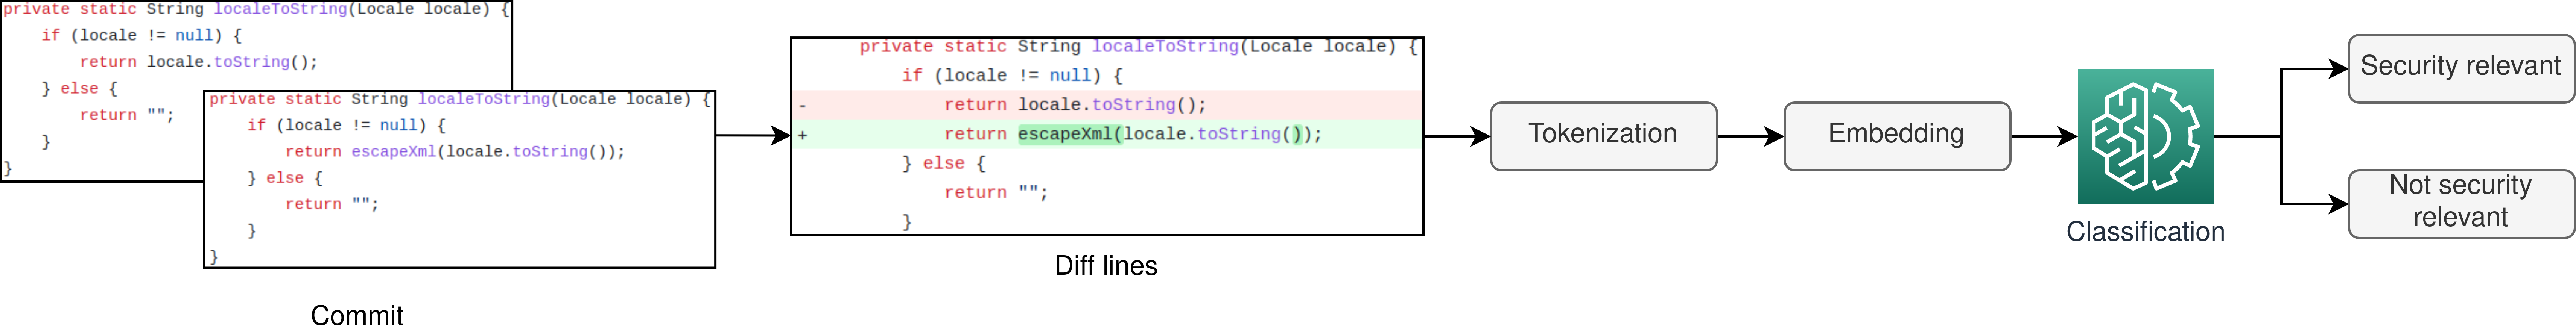 private static String localeToString(Locale locale) {
if (locale != null) {
return locale.toString();
} else {
return "";
}
}
private static String localeToString(Locale locale) {
if (locale != null) {
return escapeXml(locale.toString());
} else {
return "";
}
}
Commit
private static String localeToString(Locale locale) {
if (locale != null) {
- return locale.toString();
+ return escapeXml(locale.toString());
} else {
return "";
}
Diff lines
Tokenization
Embedding
Classification
Security relevant
Not security
relevant